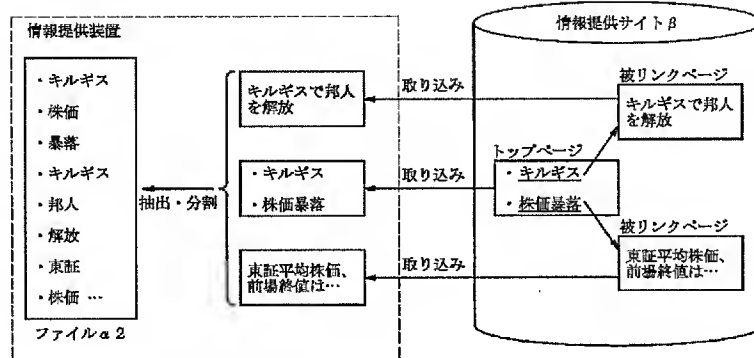 情報提供装置
・キルギス
・株価
・暴落
・キルギス
・邦人
・解放
・東証
・株価 …
ファイルα2
抽出・分割
キルギスで邦人
を解放
・キルギス
・株価暴落
東証平均株価、
前場終値は…
取り込み
取り込み
取り込み
情報提供サイトβ
被リンクページ
キルギスで邦人
を解放
トップページ
・キルギス
・株価暴落
被リンクページ
東証平均株価、
前場終値は…